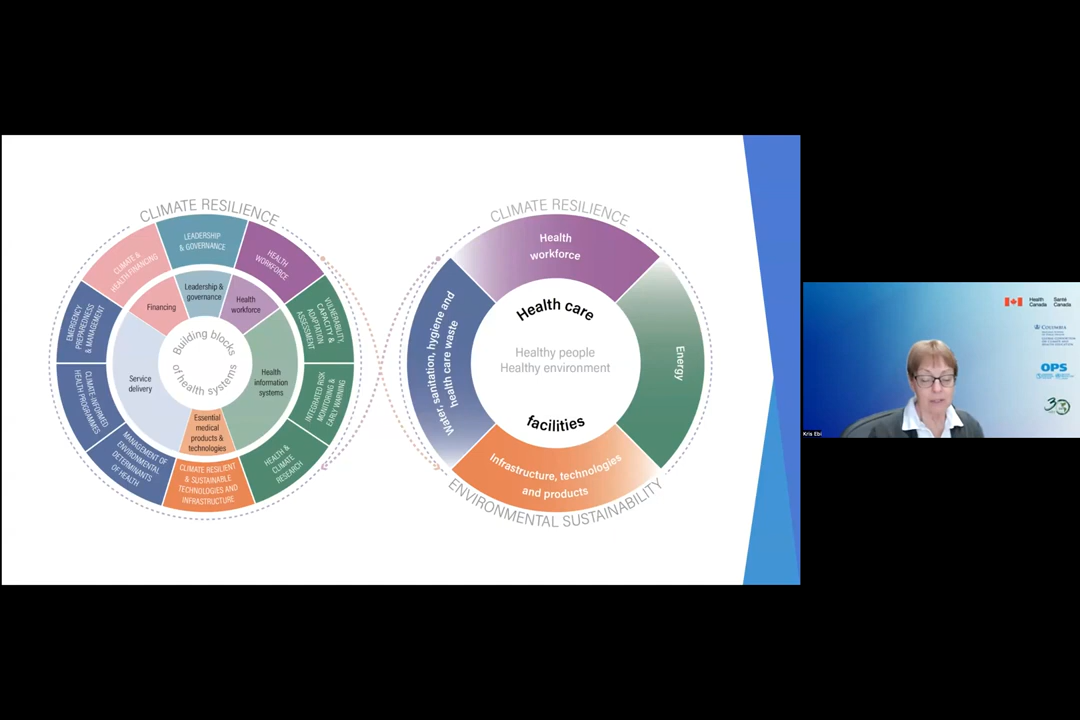 CLIMATE RESILIENCE
LEADERSHIP
& GOVERNANCE
HEALTH
WORKFORCE
VULNERABILITY,
CAPACITY &
ADAPTATION
ASSESSMENT
INTEGRATED RISK
MONITORING &
EARLY WARNING
HEALTH &
CLIMATE
RESEARCH
CLIMATE RESILIENT
& SUSTAINABLE
TECHNOLOGIES AND
INFRASTRUCTURE
MANAGEMENT OF
ENVIRONMENTAL
DETERMINANTS
OF HEALTH
CLIMATE-INFORMED
HEALTH PROGRAMMES
EMERGENCY
PREPAREDNESS
& MANAGEMENT
CLIMATE &
HEALTH FINANCING
Leadership &
governance
Health
workforce
Health
information
systems
Essential
medical
products &
technologies
Service
delivery
Financing
Building blocks
of health systems
CLIMATE RESILIENCE
Health
workforce
Energy
Infrastructure, technologies
and products
Water, sanitation, hygiene and
health care waste
Health care
Healthy people
Healthy environment
facilities
ENVIRONMENTAL SUSTAINABILITY
Health
Canada
Santé
Canada
COLUMBIA
OPS
30
Kris Ebi